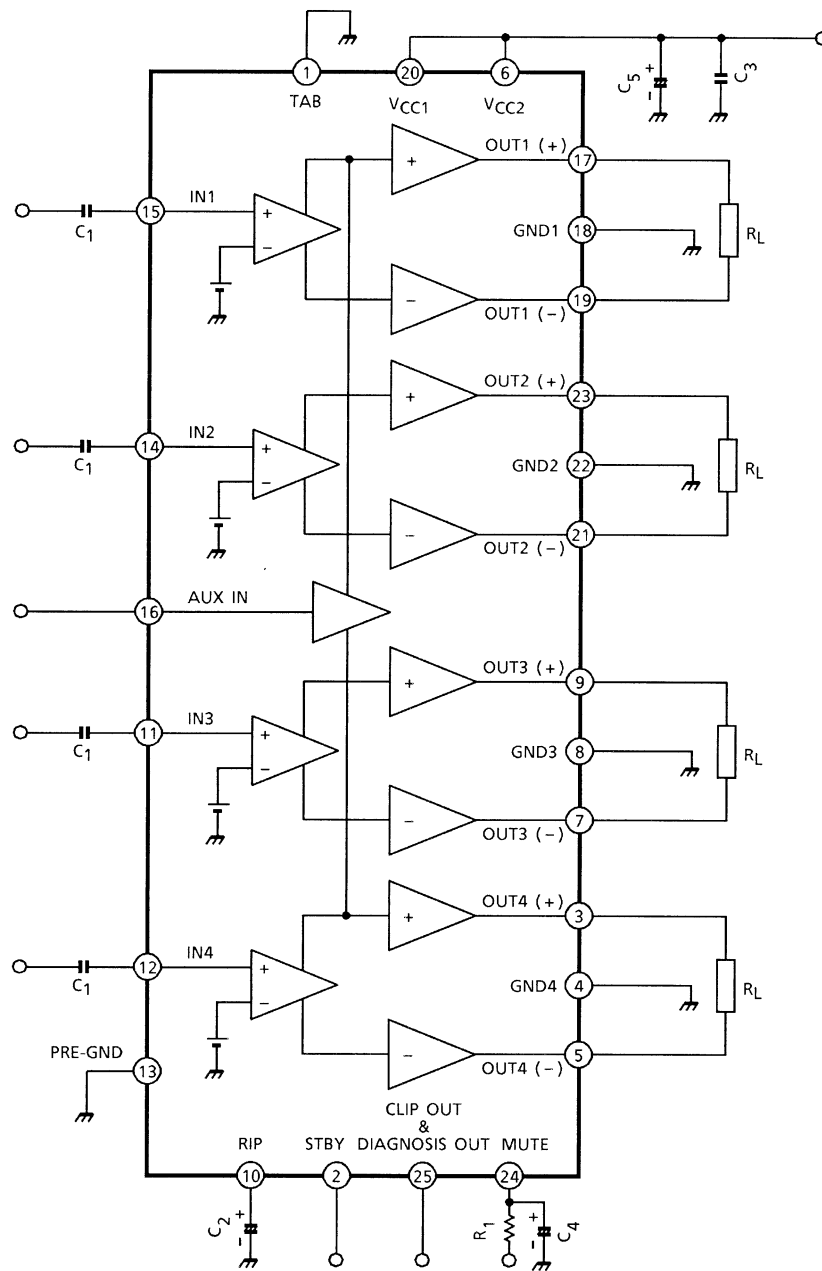 1 20 6
TAB VCC1 VCC2
C5 + - C3
OUT1 (+) 17
+
IN1
15
C1
+
-
GND1 18
RL
-
19
OUT1 (-)
OUT2 (+) 23
+
IN2
14
C1
+
-
GND2 22
RL
-
21
OUT2 (-)
AUX IN
16
OUT3 (+) 9
+
IN3
11
C1
+
-
GND3 8
RL
-
7
OUT3 (-)
OUT4 (+) 3
+
IN4
12
C1
+
-
GND4 4
RL
PRE-GND
13
-
5
OUT4 (-)
CLIP OUT
&
RIP STBY DIAGNOSIS OUT MUTE
10 2 25 24
C2 + - R1 + - C4